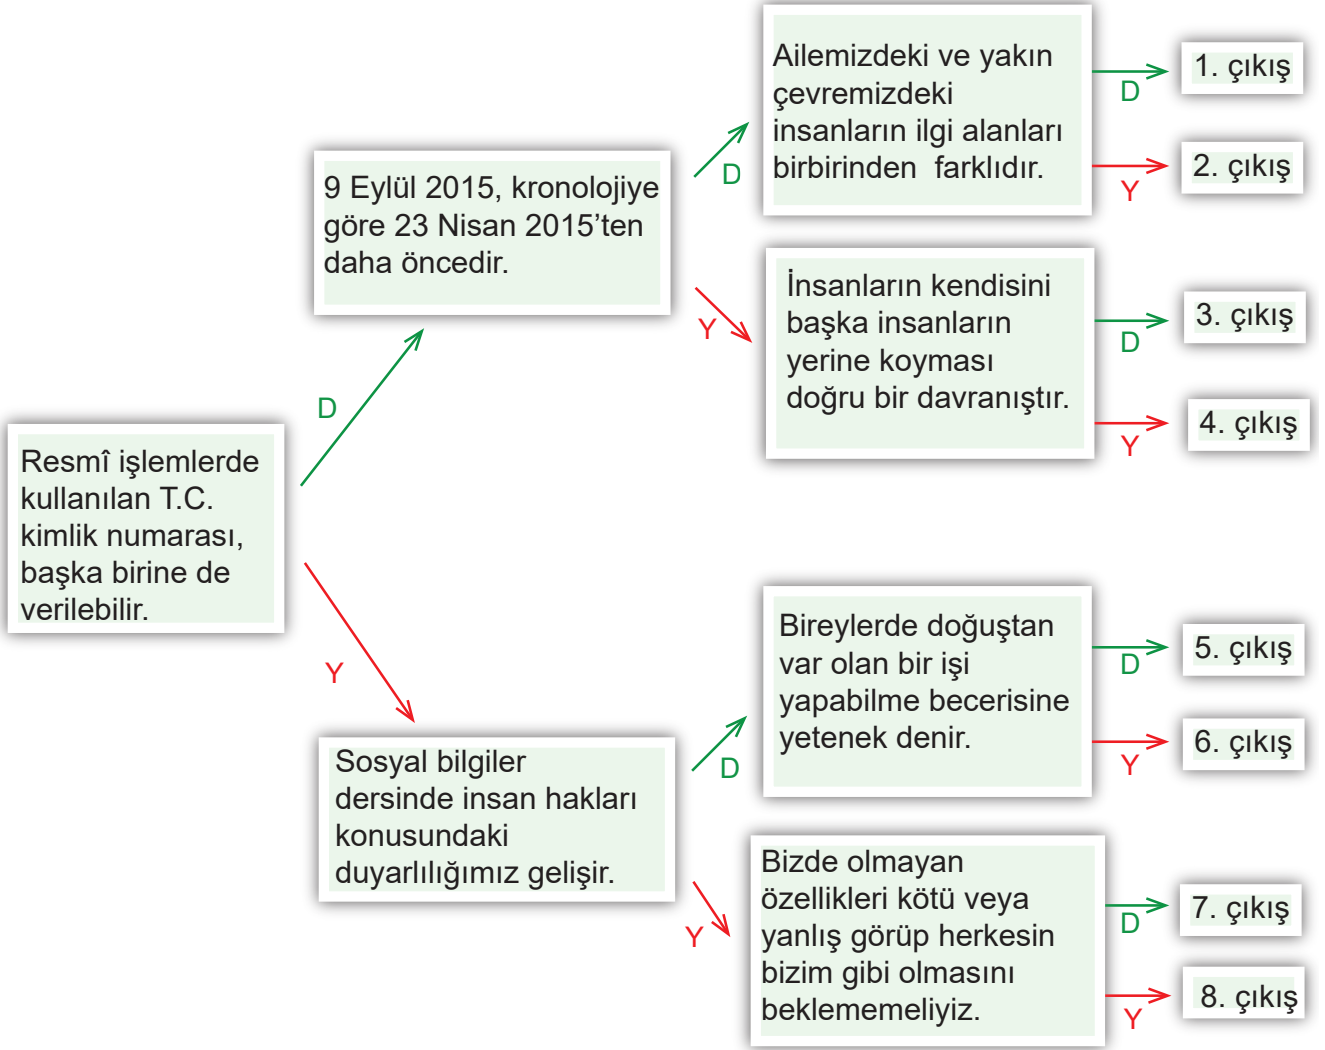 Resmî işlemlerde
kullanılan T.C.
kimlik numarası,
başka birine de
verilebilir.
D
Y
9 Eylül 2015, kronolojiye
göre 23 Nisan 2015’ten
daha öncedir.
D
Y
Sosyal bilgiler
dersinde insan hakları
konusundaki
duyarlılığımız gelişir.
D
Y
Ailemizdeki ve yakın
çevremizdeki
insanların ilgi alanları
birbirinden farklıdır.
D
1. çıkış
Y
2. çıkış
İnsanların kendisini
başka insanların
yerine koyması
doğru bir davranıştır.
D
3. çıkış
Y
4. çıkış
Bireylerde doğuştan
var olan bir işi
yapabilme becerisine
yetenek denir.
D
5. çıkış
Y
6. çıkış
Bizde olmayan
özellikleri kötü veya
yanlış görüp herkesin
bizim gibi olmasını
beklememeliyiz.
D
7. çıkış
Y
8. çıkış